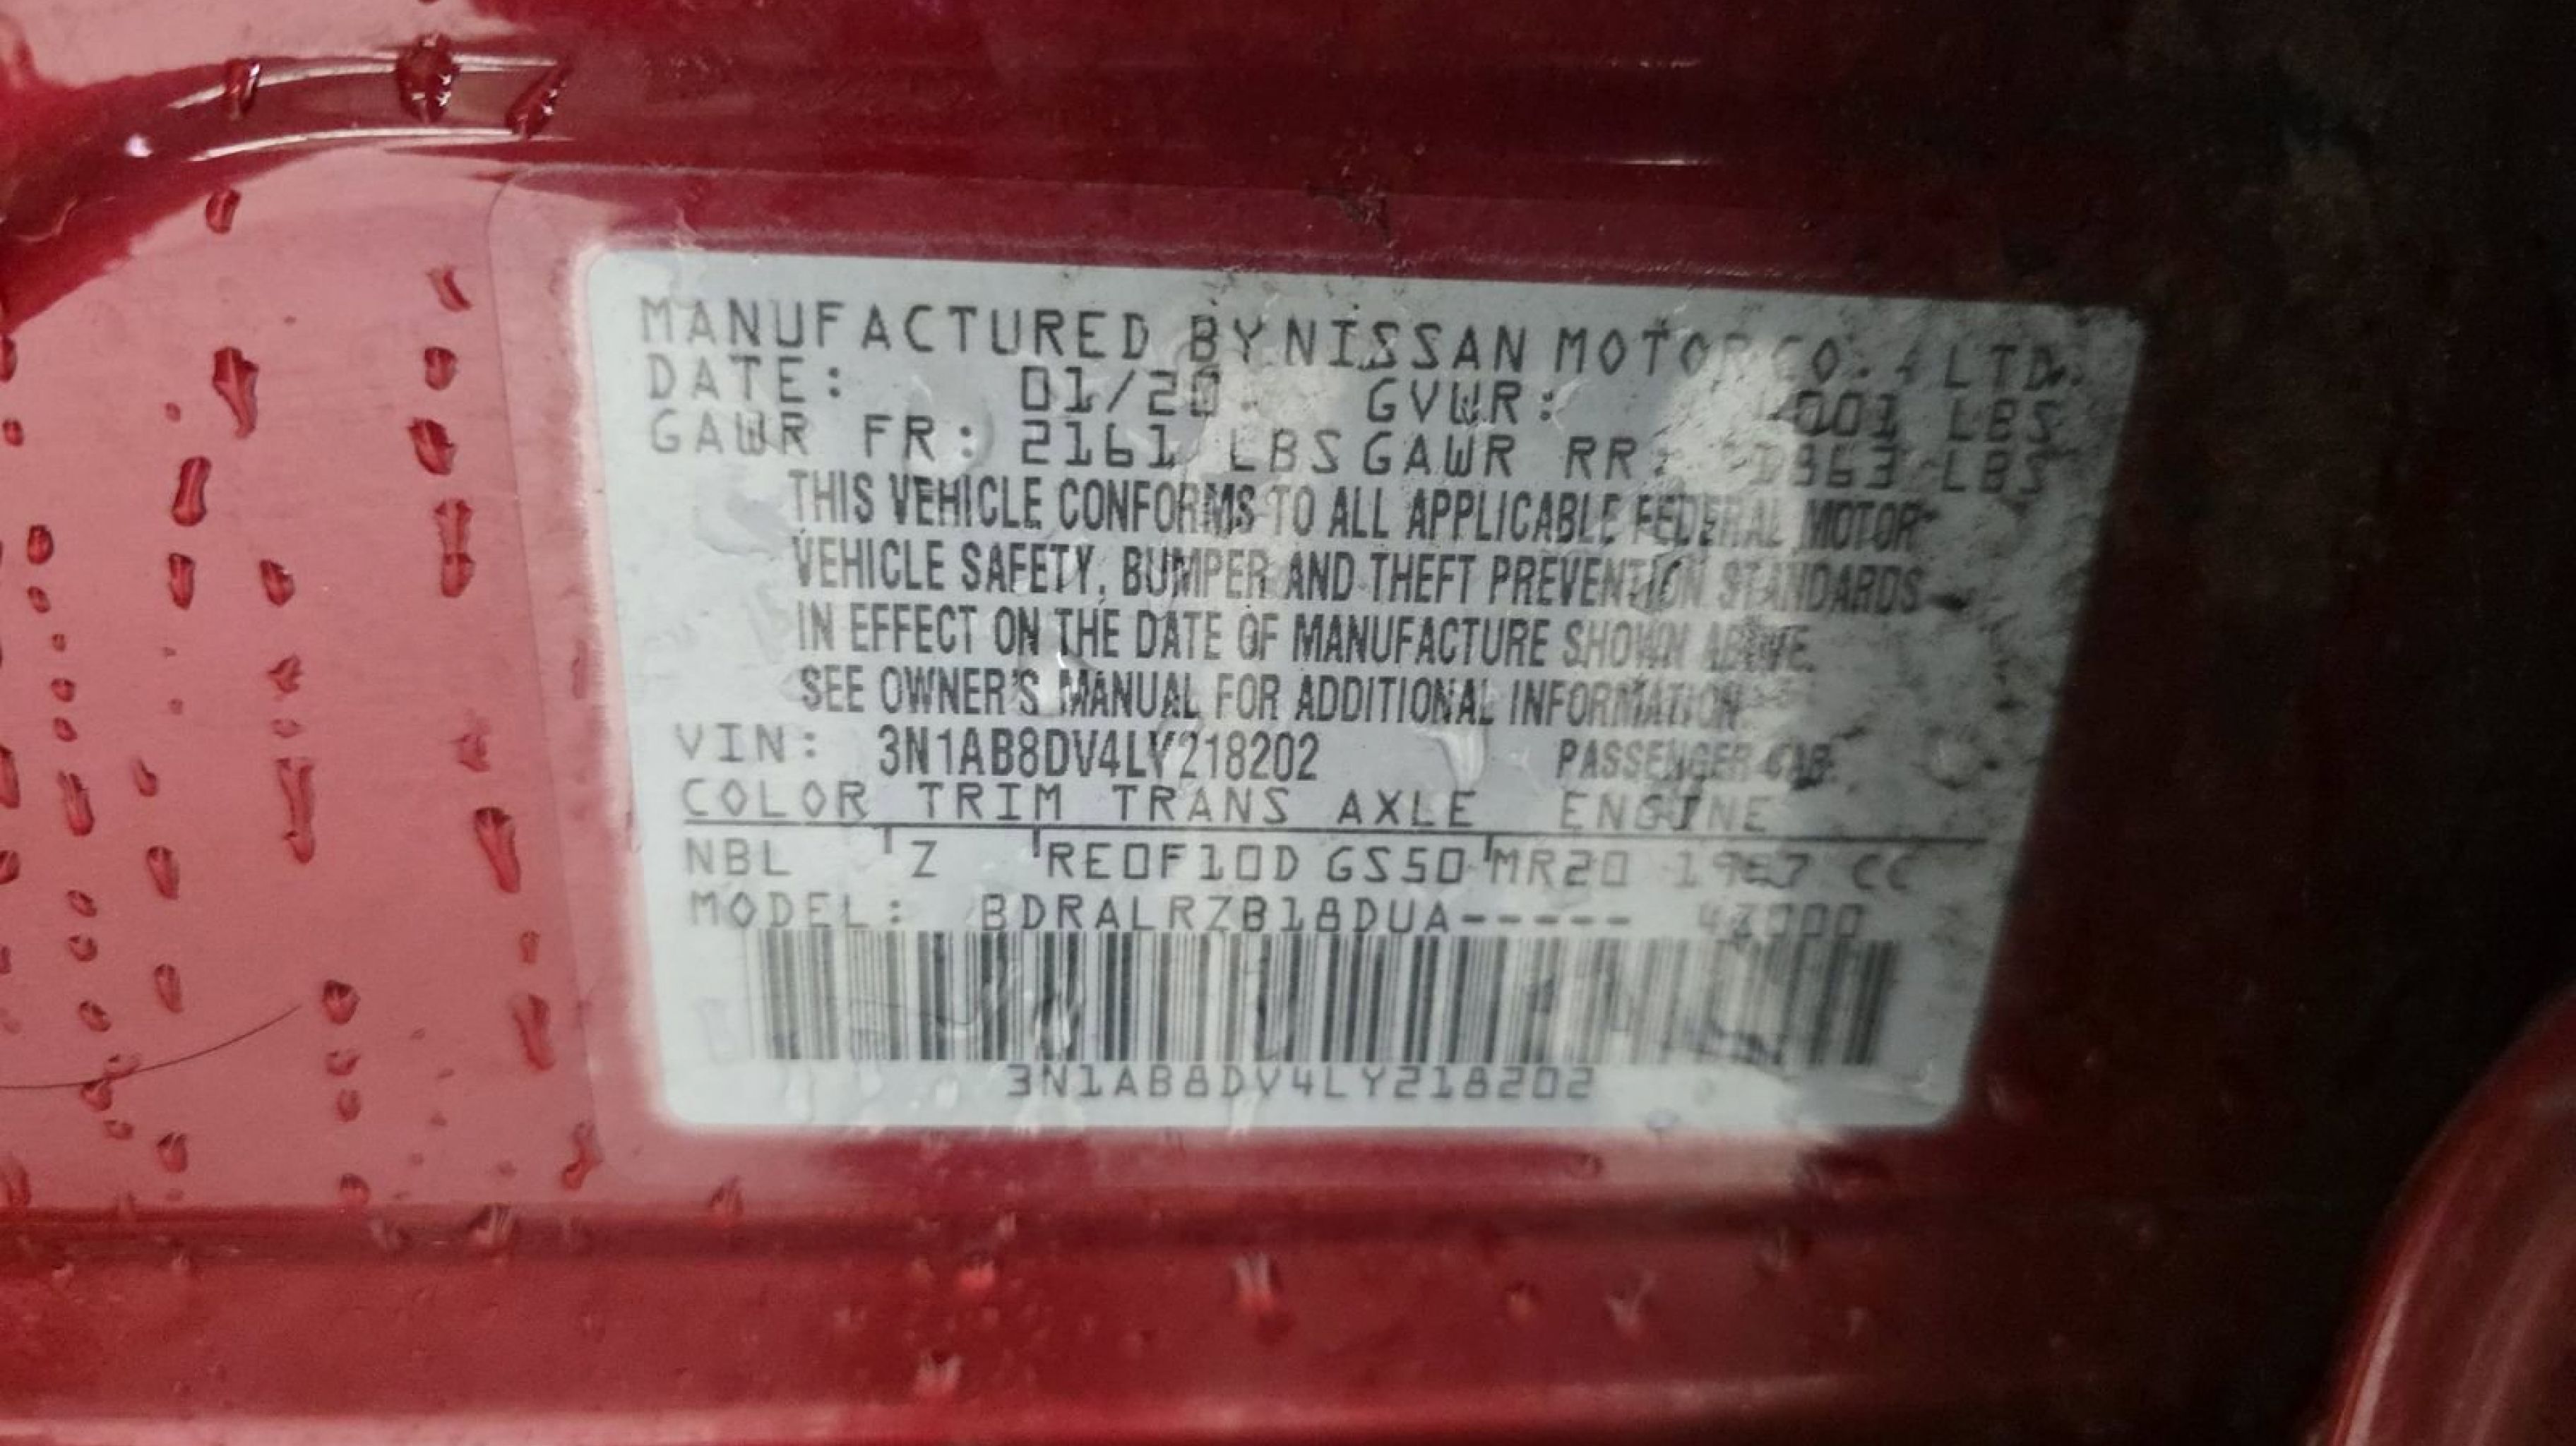 MANUFACTURED BY NISSAN MOTOR CO., LTD.
DATE: 01/20 GVWR: LBS
GAWR FR: 2161 LBS GAWR RR: LBS
THIS VEHICLE CONFORMS TO ALL APPLICABLE FEDERAL MOTOR
VEHICLE SAFETY, BUMPER AND THEFT PREVENTION STANDARDS
IN EFFECT ON THE DATE OF MANUFACTURE SHOWN ABOVE.
SEE OWNER'S MANUAL FOR ADDITIONAL INFORMATION.
VIN: 3N1AB8DV4LY218202 PASSENGER CAR
COLOR TRIM TRANS AXLE ENGINE
NBL Z RE0F10D GS50 MR20 CC
MODEL: BDRALRZB18DUA-----
3N1AB8DV4LY218202